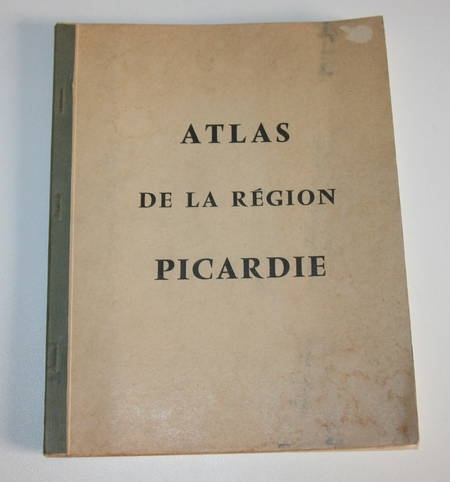 ATLAS
DE LA RÉGION
PICARDIE